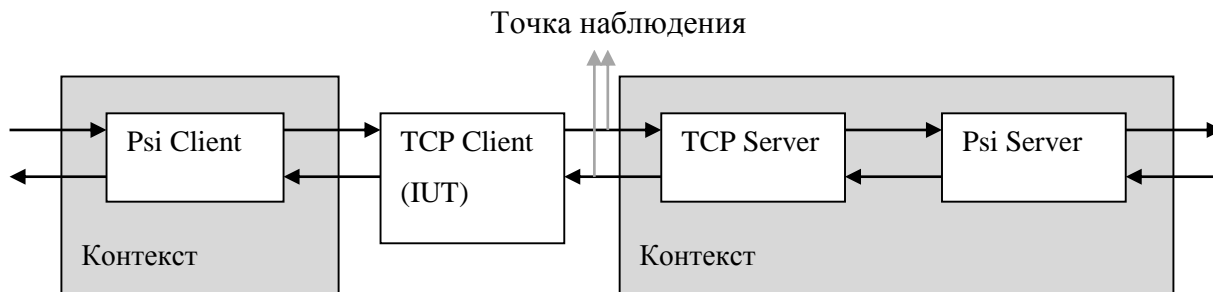 Точка наблюдения
Psi Client
TCP Client
(IUT)
TCP Server
Psi Server
Контекст
Контекст